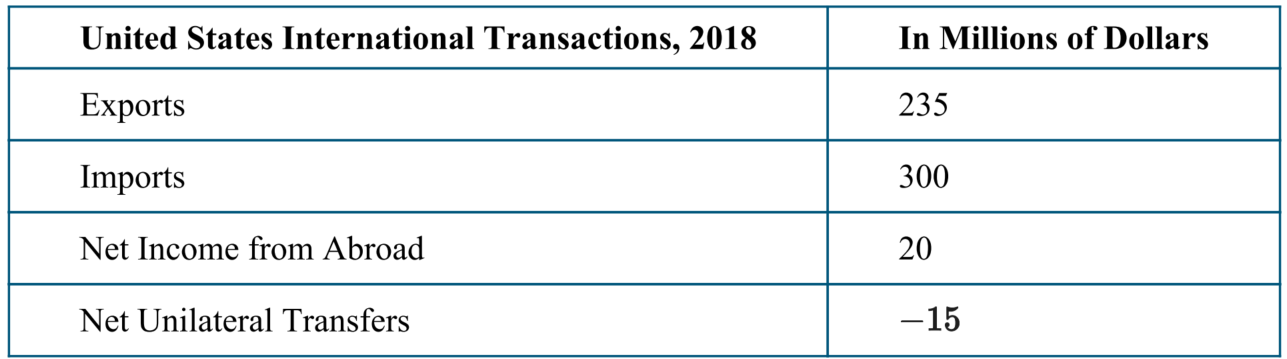 United States International Transactions, 2018 In Millions of Dollars
Exports 235
Imports 300
Net Income from Abroad 20
Net Unilateral Transfers −15